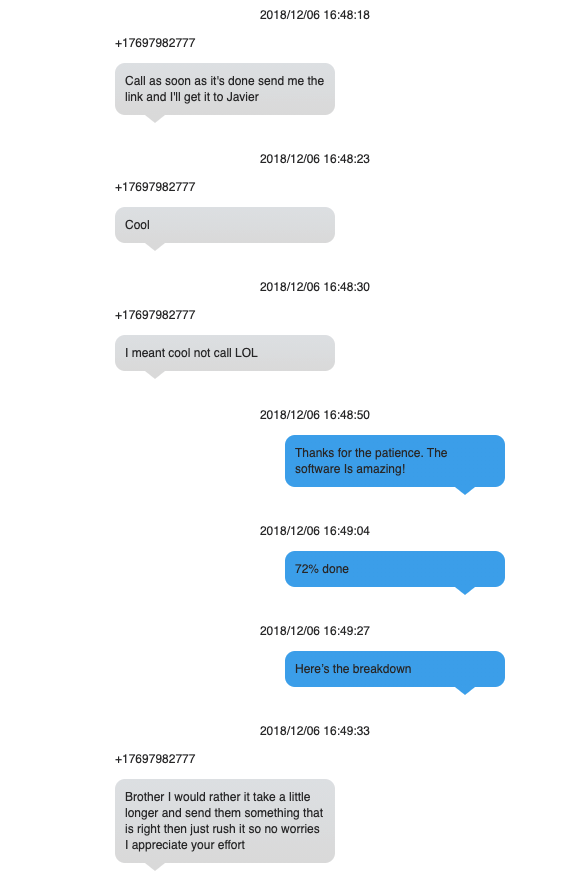 2018/12/06 16:48:18
+17697982777
Call as soon as it's done send me the
link and I'll get it to Javier
2018/12/06 16:48:23
+17697982777
Cool
2018/12/06 16:48:30
+17697982777
I meant cool not call LOL
2018/12/06 16:48:50
Thanks for the patience. The
software Is amazing!
2018/12/06 16:49:04
72% done
2018/12/06 16:49:27
Here’s the breakdown
2018/12/06 16:49:33
+17697982777
Brother I would rather it take a little
longer and send them something that
is right then just rush it so no worries
I appreciate your effort